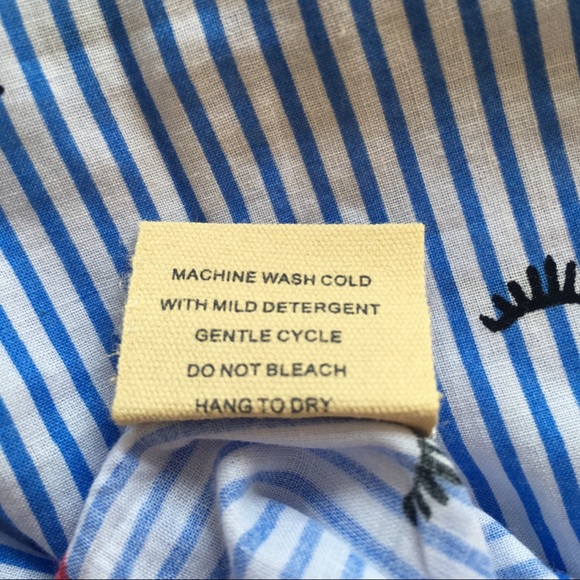 MACHINE WASH COLD
WITH MILD DETERGENT
GENTLE CYCLE
DO NOT BLEACH
HANG TO DRY